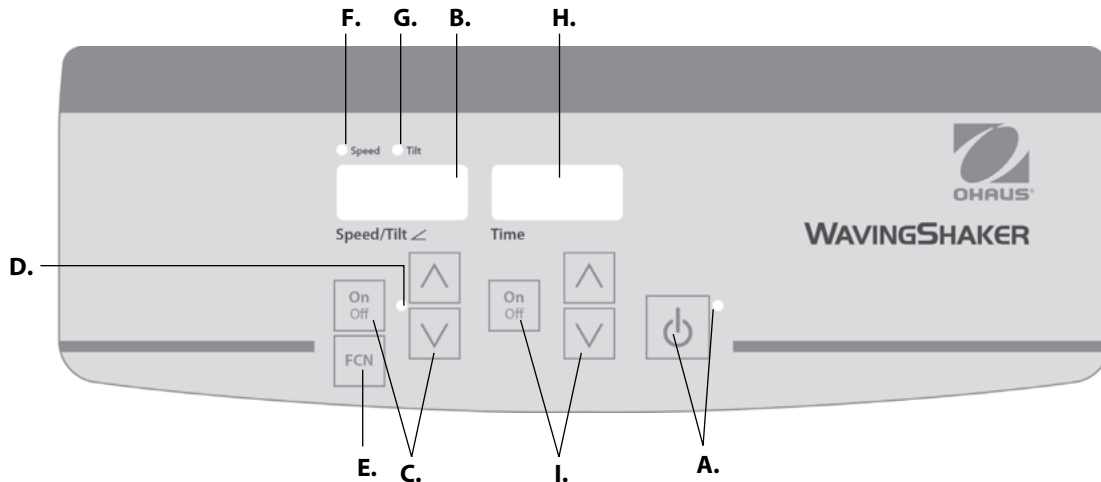 F. G. B. H.
Speed Tilt
OHAUS®
Speed/Tilt Time
WAVINGSHAKER
D.
On
Off
On
Off
FCN
E. C. I. A.